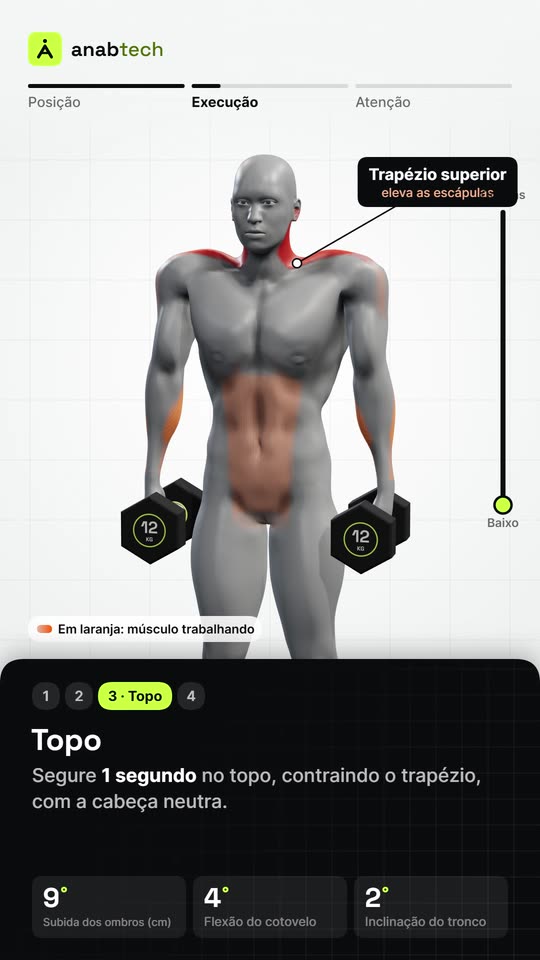 anabtech
Posição
Execução
Atenção
Trapézio superior
eleva as escápulas
Baixo
12
KG
12
KG
Em laranja: músculo trabalhando
1
2
3 · Topo
4
Topo
Segure 1 segundo no topo, contraindo o trapézio,
com a cabeça neutra.
9°
4°
2°
Subida dos ombros (cm)
Flexão do cotovelo
Inclinação do tronco